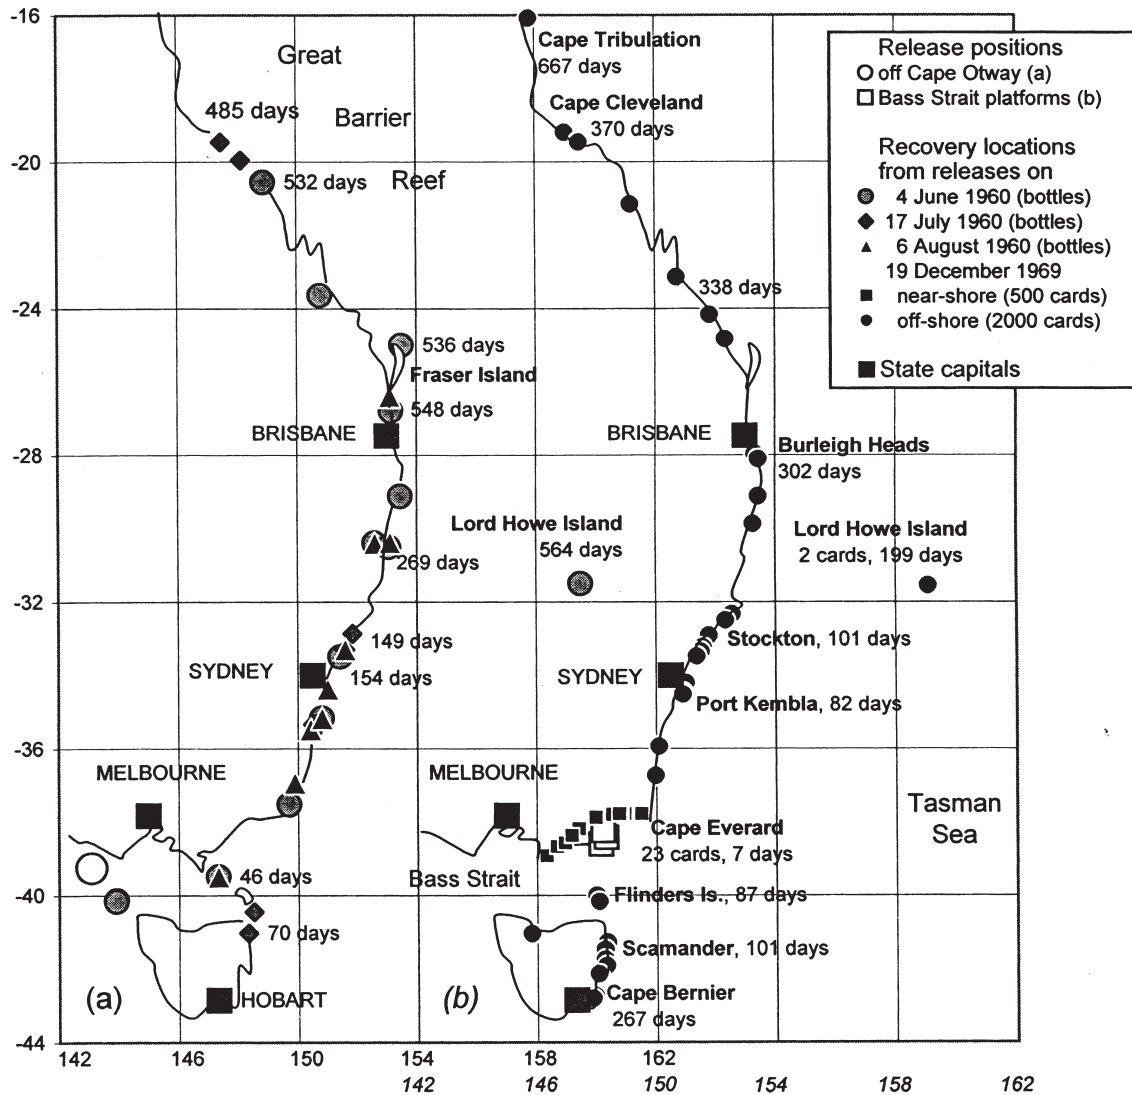 -16
Great
Barrier
Reef
485 days
532 days
-20
-24
536 days
Fraser Island
548 days
BRISBANE
-28
Lord Howe Island
564 days
269 days
-32
149 days
SYDNEY
154 days
-36
MELBOURNE
46 days
-40
70 days
(a)
HOBART
-44
Cape Tribulation
667 days
Cape Cleveland
370 days
338 days
BRISBANE
Burleigh Heads
302 days
Lord Howe Island
2 cards, 199 days
Stockton, 101 days
SYDNEY
Port Kembla, 82 days
MELBOURNE
Tasman
Sea
Cape Everard
23 cards, 7 days
Bass Strait
Flinders Is., 87 days
Scamander, 101 days
(b)
Cape Bernier
267 days
Release positions
off Cape Otway (a)
Bass Strait platforms (b)
Recovery locations
from releases on
4 June 1960 (bottles)
17 July 1960 (bottles)
6 August 1960 (bottles)
19 December 1969
near-shore (500 cards)
off-shore (2000 cards)
State capitals
142 146 150 154 158 162
142 146 150 154 162